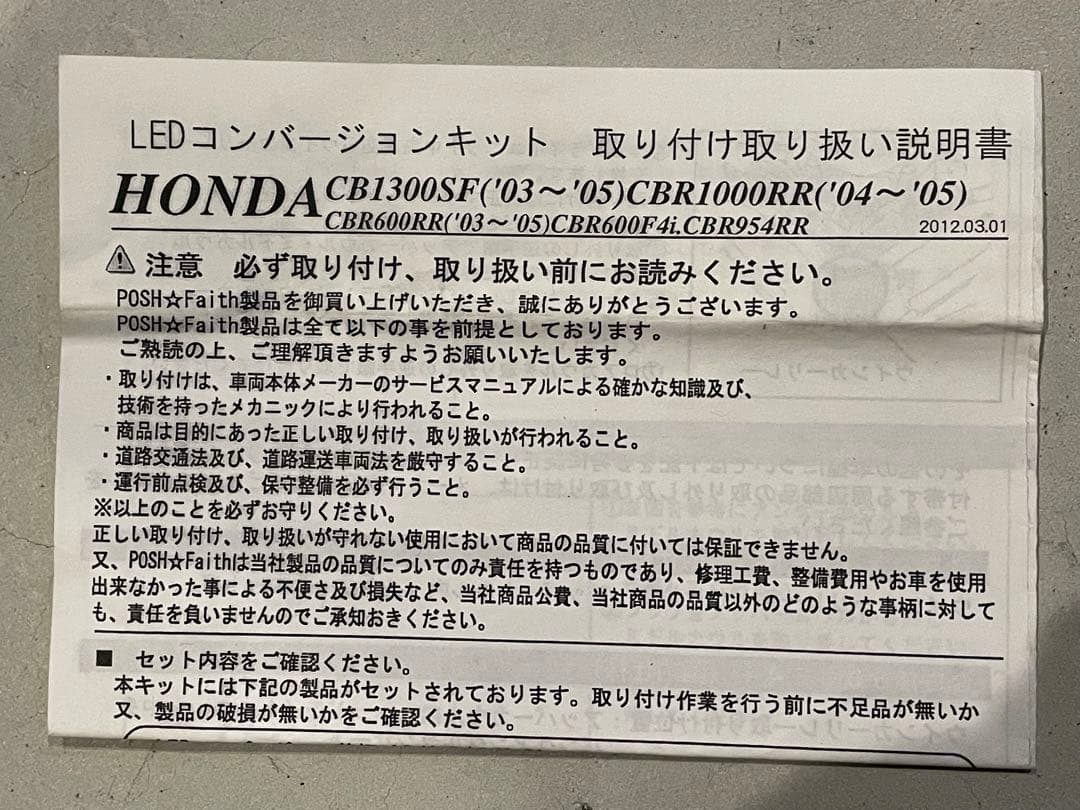 LEDコンバージョンキット 取り付け取り扱い説明書
HONDA CB1300SF('03～'05)CBR1000RR('04～'05)
CBR600RR('03～'05)CBR600F4i.CBR954RR 2012.03.01
注意 必ず取り付け、取り扱い前にお読みください。
POSH☆Faith製品を御買い上げいただき、誠にありがとうございます。
POSH☆Faith製品は全て以下の事を前提としております。
ご熟読の上、ご理解頂きますようお願いいたします。
・取り付けは、車両本体メーカーのサービスマニュアルによる確かな知識及び、
技術を持ったメカニックにより行われること。
・商品は目的にあった正しい取り付け、取り扱いが行われること。
・道路交通法及び、道路運送車両法を厳守すること。
・運行前点検及び、保守整備を必ず行うこと。
※以上のことを必ずお守りください。
正しい取り付け、取り扱いが守れない使用において商品の品質に付いては保証できません。
又、POSH☆Faithは当社製品の品質についてのみ責任を持つものであり、修理工費、整備費用やお車を使用
出来なかった事による不便さ及び損失など、当社商品公費、当社商品の品質以外のどのような事柄に対して
も、責任を負いませんのでご承知おきください。
■ セット内容をご確認ください。
本キットには下記の製品がセットされております。取り付け作業を行う前に不足品が無いか
又、製品の破損が無いかをご確認ください。